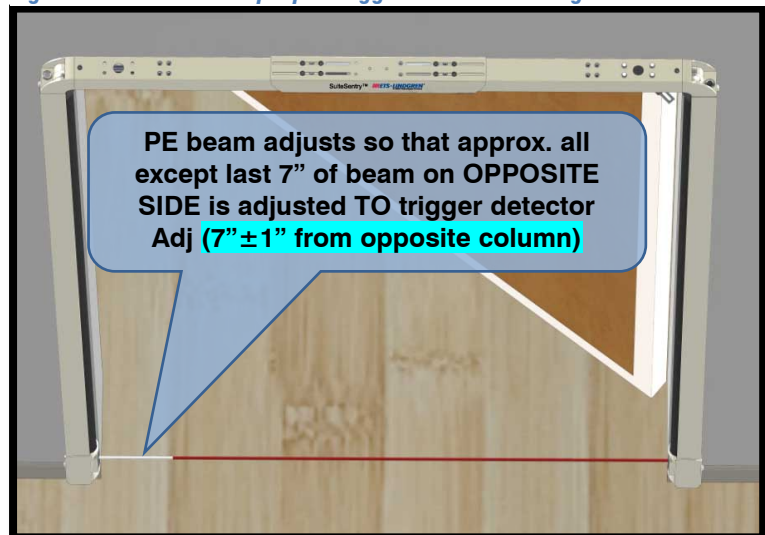 SuiteSentry™ ETS·LINDGREN®
PE beam adjusts so that approx. all
except last 7” of beam on OPPOSITE
SIDE is adjusted TO trigger detector
Adj (7”±1” from opposite column)